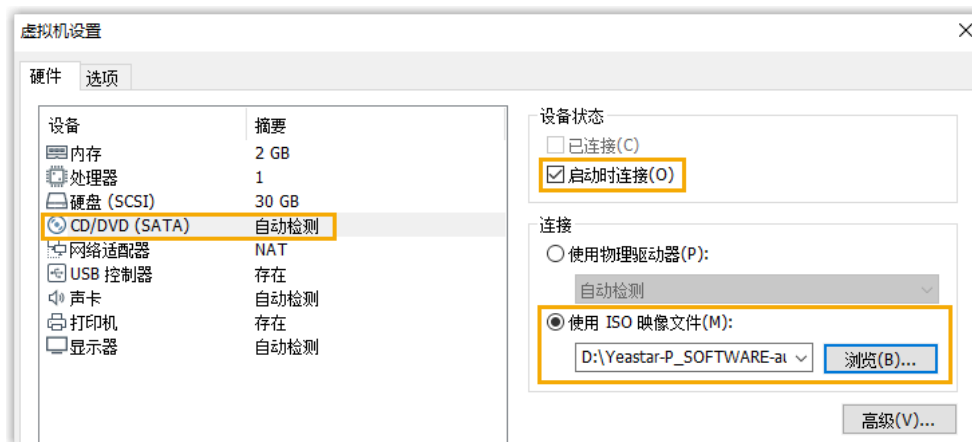 虚拟机设置
硬件 选项
设备 摘要
内存 2 GB
处理器 1
硬盘 (SCSI) 30 GB
CD/DVD (SATA) 自动检测
网络适配器 NAT
USB 控制器 存在
声卡 自动检测
打印机 存在
显示器 自动检测
设备状态
已连接(C)
启动时连接(O)
连接
使用物理驱动器(P):
自动检测
使用 ISO 映像文件(M):
D:\Yeastar-P_SOFTWARE-au 浏览(B)...
高级(V)...